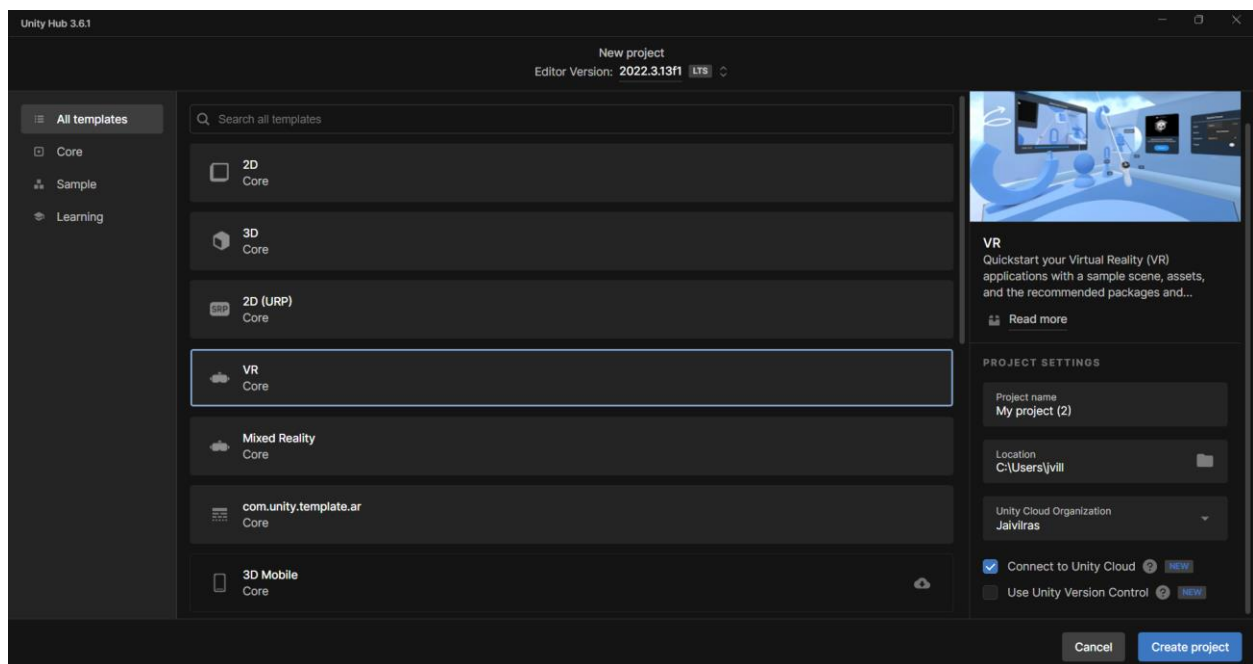 Unity Hub 3.6.1
New project
Editor Version: 2022.3.13f1 LTS
All templates
Core
Sample
Learning
Search all templates
2D
Core
3D
Core
SRP
2D (URP)
Core
VR
Core
Mixed Reality
Core
com.unity.template.ar
Core
3D Mobile
Core
VR
Quickstart your Virtual Reality (VR)
applications with a sample scene, assets,
and the recommended packages and...
Read more
PROJECT SETTINGS
Project name
My project (2)
Location
C:\Users\jvill
Unity Cloud Organization
Jaivilras
Connect to Unity Cloud ? NEW
Use Unity Version Control ? NEW
Cancel
Create project